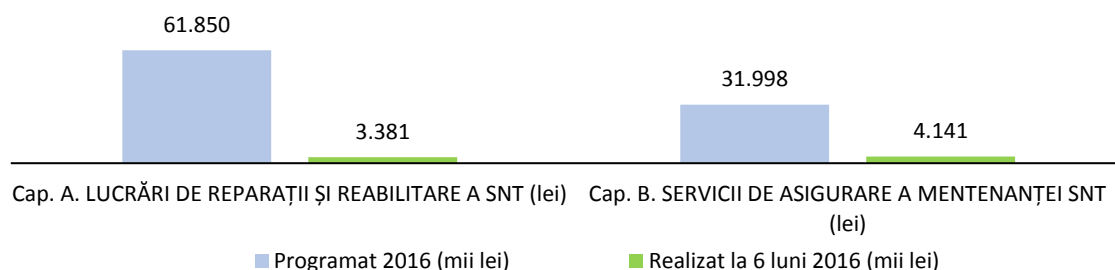 61.850
3.381
31.998
4.141
Cap. A. LUCRĂRI DE REPARAȚII ȘI REABILITARE A SNT (lei)
Cap. B. SERVICII DE ASIGURARE A MENTENANȚEI SNT
(lei)
Programat 2016 (mii lei)
Realizat la 6 luni 2016 (mii lei)